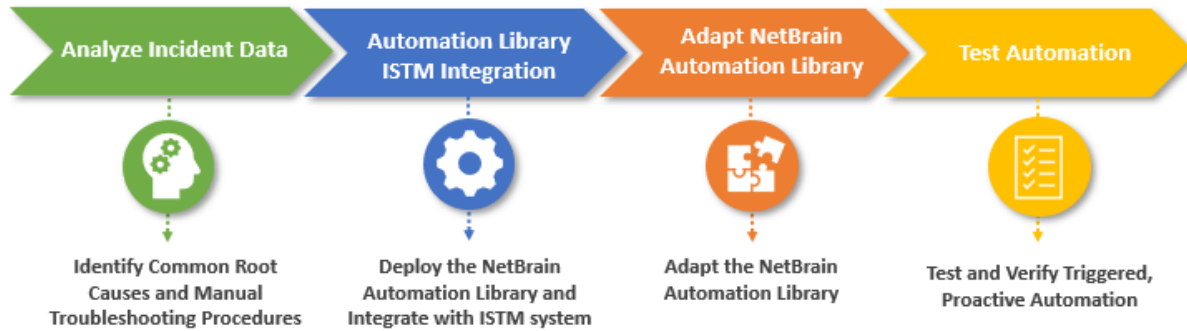 Analyze Incident Data
Automation Library
ISTM Integration
Adapt NetBrain
Automation Library
Test Automation
Identify Common Root
Causes and Manual
Troubleshooting Procedures
Deploy the NetBrain
Automation Library and
Integrate with ISTM system
Adapt the NetBrain
Automation Library
Test and Verify Triggered,
Proactive Automation